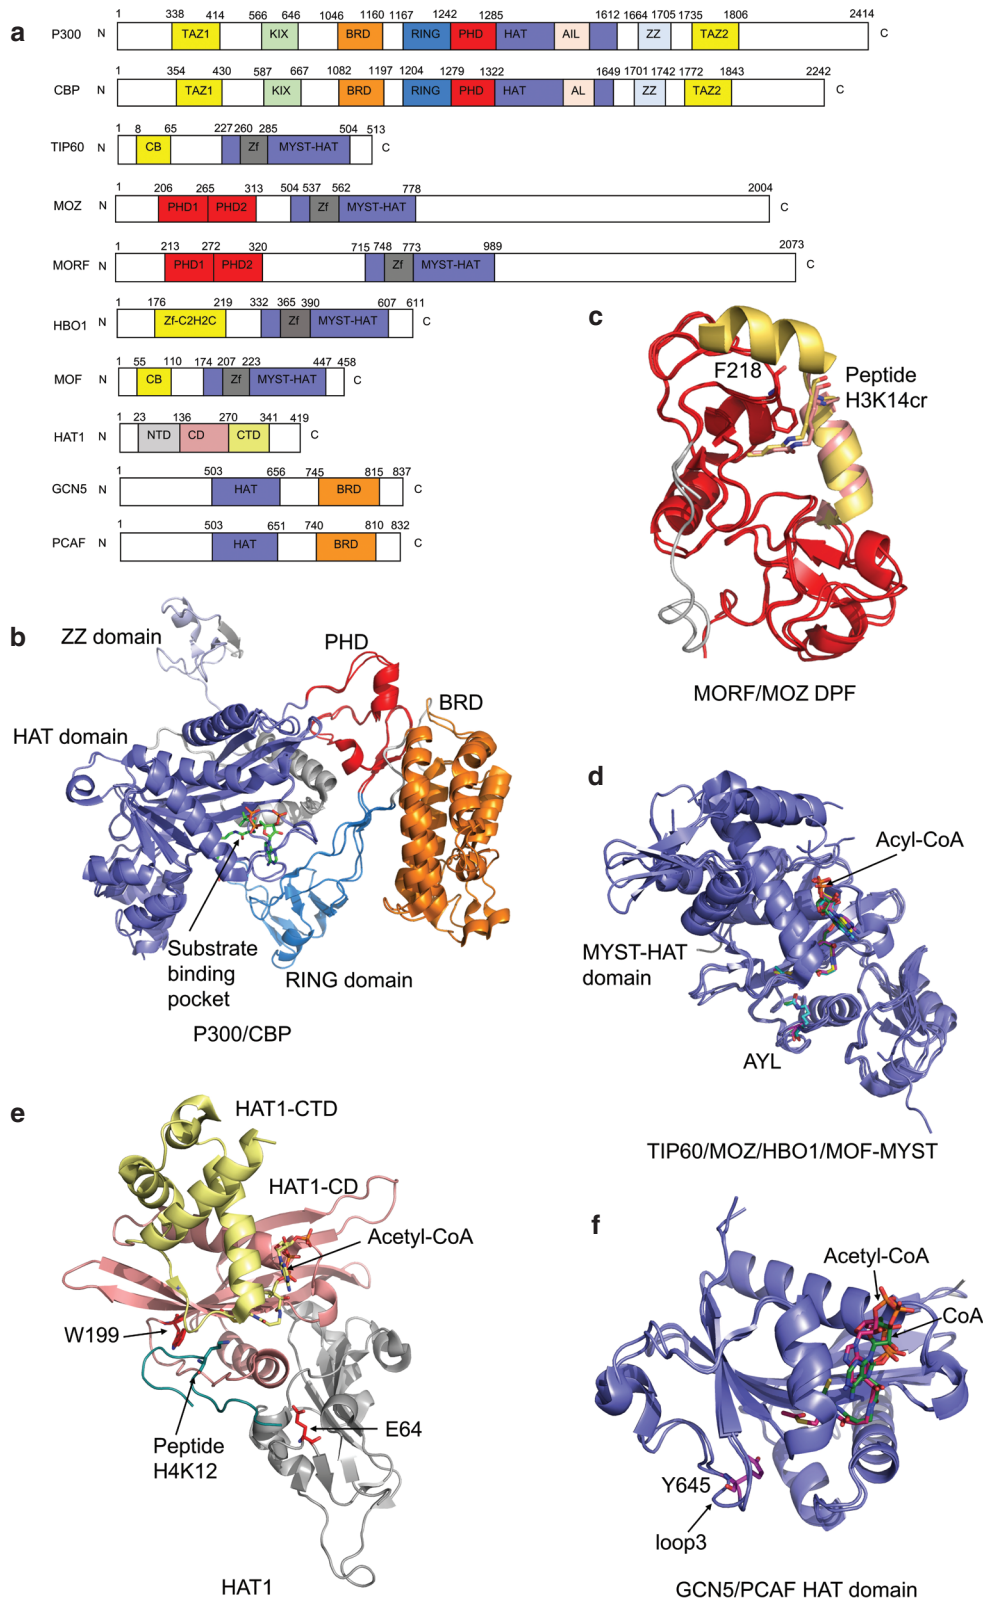 a
1 338 414 566 646 1046 1160 1167 1242 1285 1612 1664 1705 1735 1806 2414
P300 N TAZ1 KIX BRD RING PHD HAT AIL ZZ TAZ2 C
1 354 430 587 667 1082 1197 1204 1279 1322 1649 1701 1742 1772 1843 2242
CBP N TAZ1 KIX BRD RING PHD HAT AL ZZ TAZ2 C
1 8 65 227 260 285 504 513
TIP60 N CB Zf MYST-HAT C
1 206 265 313 504 537 562 778 2004
MOZ N PHD1 PHD2 Zf MYST-HAT C
1 213 272 320 715 748 773 989 2073
MORF N PHD1 PHD2 Zf MYST-HAT C
1 176 219 332 365 390 607 611
HBO1 N Zf-C2H2C Zf MYST-HAT C
1 55 110 174 207 223 447 458
MOF N CB Zf MYST-HAT C
1 23 136 270 341 419
HAT1 N NTD CD CTD C
1 503 656 745 815 837
GCN5 N HAT BRD C
1 503 651 740 810 832
PCAF N HAT BRD C
b
ZZ domain
PHD
BRD
HAT domain
Substrate
binding
pocket
RING domain
P300/CBP
c
F218
Peptide
H3K14cr
MORF/MOZ DPF
d
Acyl-CoA
MYST-HAT
domain
AYL
TIP60/MOZ/HBO1/MOF-MYST
e
HAT1-CTD
HAT1-CD
Acetyl-CoA
W199
E64
Peptide
H4K12
HAT1
f
Acetyl-CoA
CoA
Y645
loop3
GCN5/PCAF HAT domain